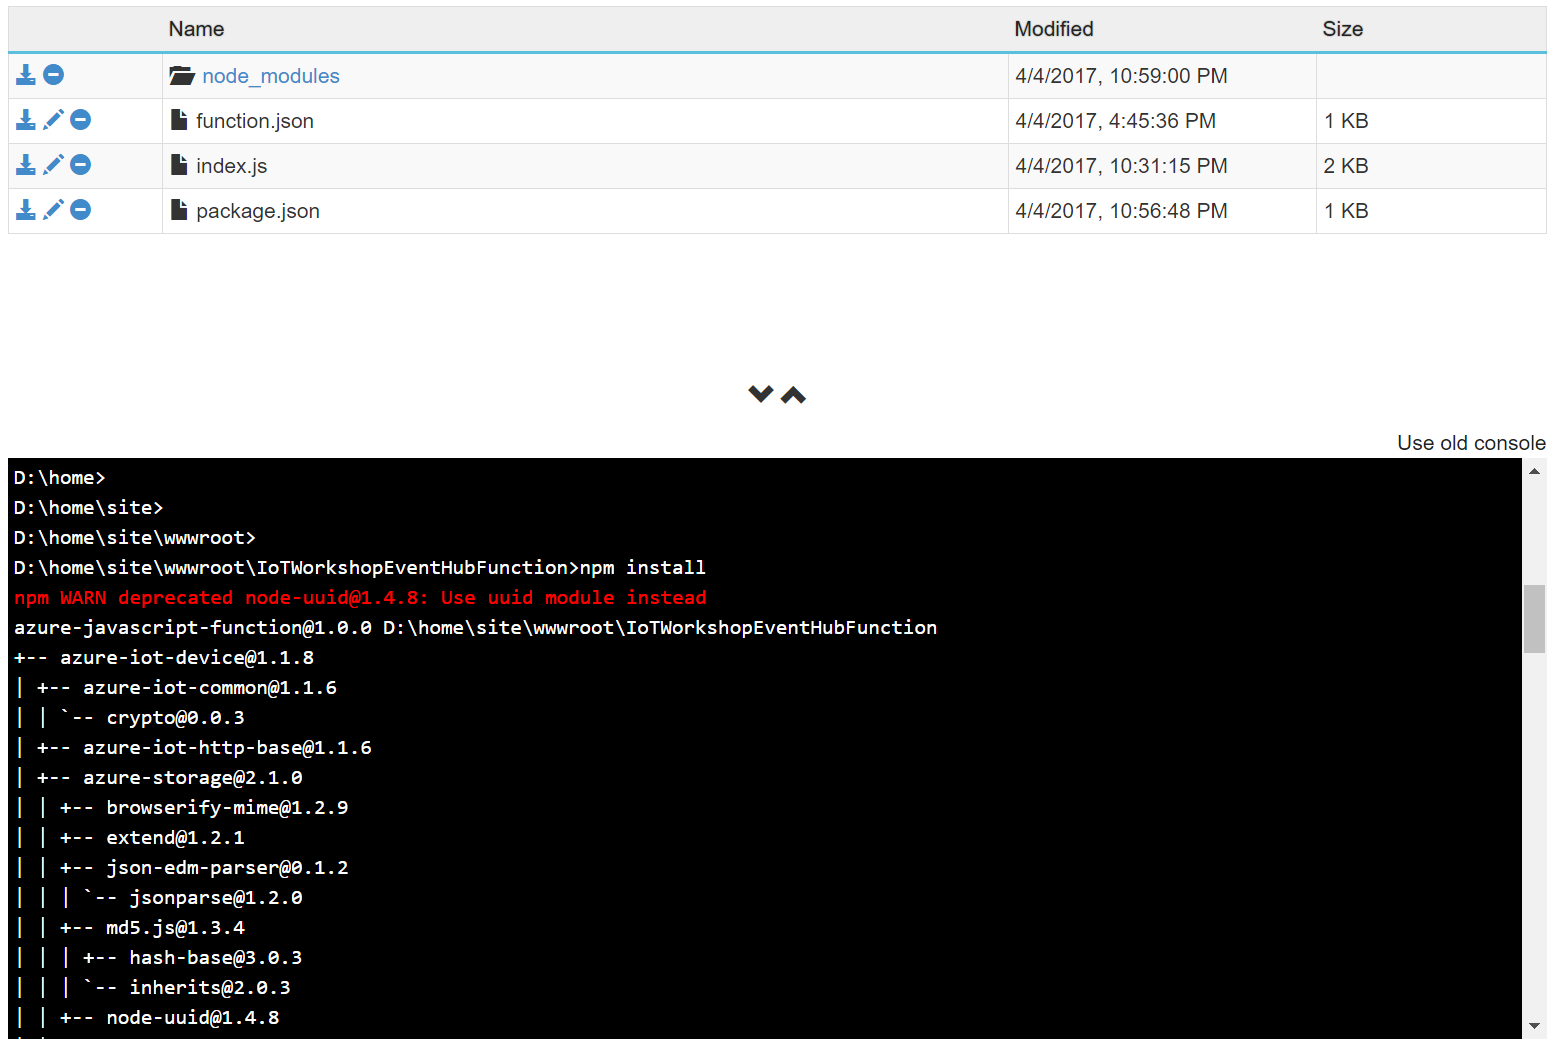 Name Modified Size
node_modules 4/4/2017, 10:59:00 PM
function.json 4/4/2017, 4:45:36 PM 1 KB
index.js 4/4/2017, 10:31:15 PM 2 KB
package.json 4/4/2017, 10:56:48 PM 1 KB
Use old console
D:\home>
D:\home\site>
D:\home\site\wwwroot>
D:\home\site\wwwroot\IoTWorkshopEventHubFunction>npm install
npm WARN deprecated node-uuid@1.4.8: Use uuid module instead
azure-javascript-function@1.0.0 D:\home\site\wwwroot\IoTWorkshopEventHubFunction
+-- azure-iot-device@1.1.8
| +-- azure-iot-common@1.1.6
| | `-- crypto@0.0.3
| +-- azure-iot-http-base@1.1.6
| +-- azure-storage@2.1.0
| | +-- browserify-mime@1.2.9
| | +-- extend@1.2.1
| | +-- json-edm-parser@0.1.2
| | | `-- jsonparse@1.2.0
| | +-- md5.js@1.3.4
| | | +-- hash-base@3.0.3
| | | `-- inherits@2.0.3
| | +-- node-uuid@1.4.8